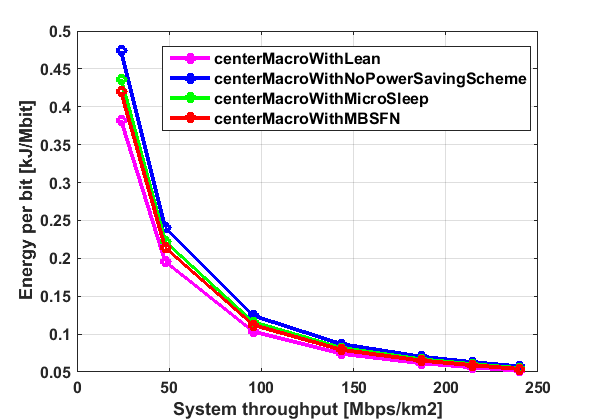 0.5
0.45
0.4
0.35
0.3
0.25
0.2
0.15
0.1
0.05
Energy per bit [kJ/Mbit]
centerMacroWithLean
centerMacroWithNoPowerSavingScheme
centerMacroWithMicroSleep
centerMacroWithMBSFN
0 50 100 150 200 250
System throughput [Mbps/km2]